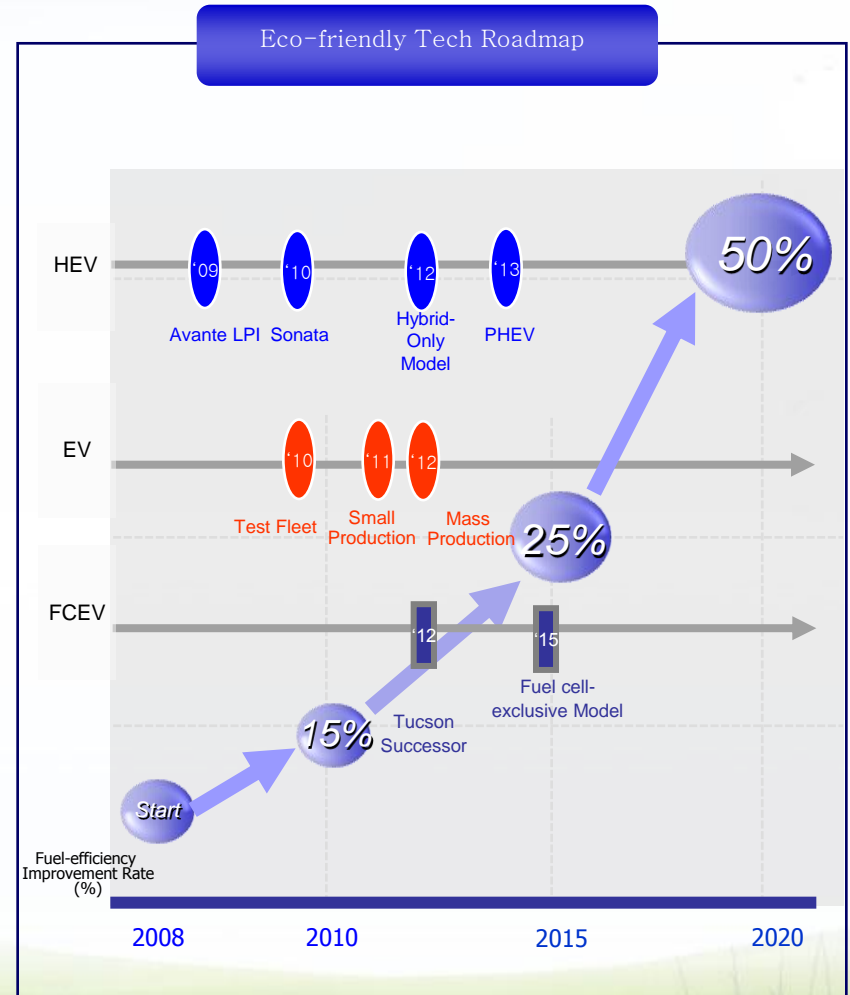 Eco-friendly Tech Roadmap
HEV
‘09
‘10
‘12
‘13
50%
Avante LPI
Sonata
Hybrid-
Only
Model
PHEV
EV
‘10
‘11
‘12
Test Fleet
Small
Production
Mass
Production
25%
FCEV
‘12
‘15
Fuel cell-
exclusive Model
15%
Tucson
Successor
Start
Fuel-efficiency
Improvement Rate
(%)
2008
2010
2015
2020